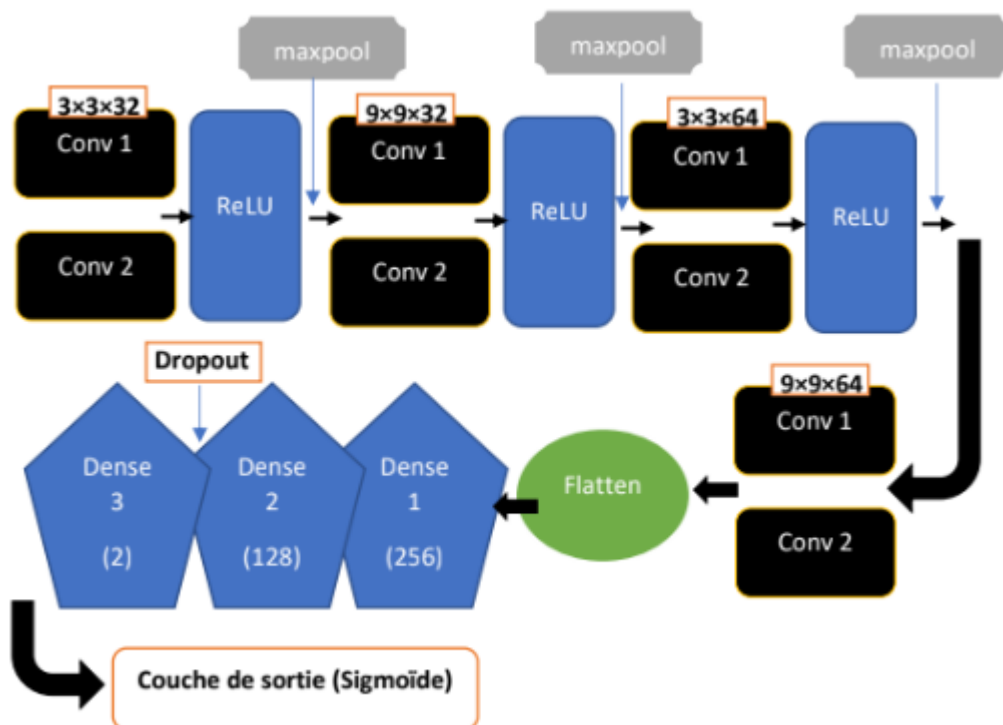 maxpool
maxpool
maxpool
3×3×32
Conv 1
Conv 2
ReLU
9×9×32
Conv 1
Conv 2
ReLU
3×3×64
Conv 1
Conv 2
ReLU
9×9×64
Conv 1
Conv 2
Flatten
Dense
1
(256)
Dense
2
(128)
Dropout
Dense
3
(2)
Couche de sortie (Sigmoïde)